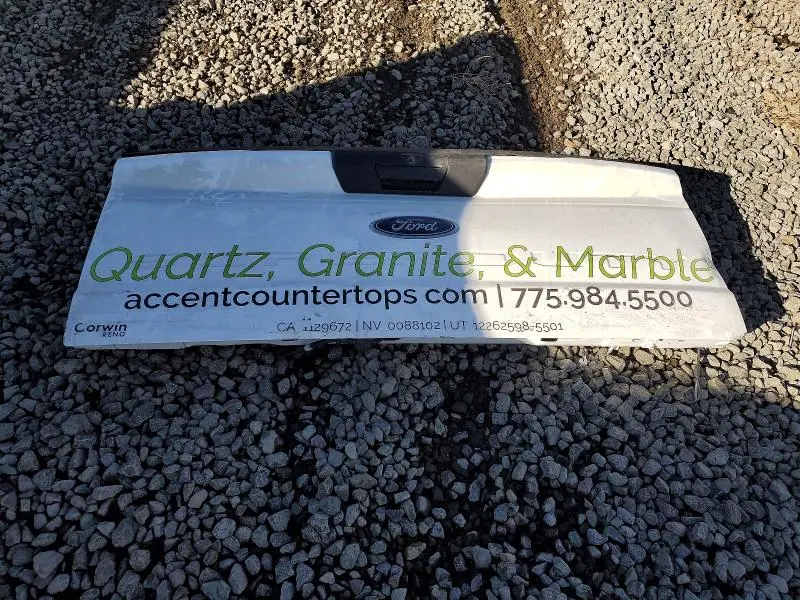 Ford
Quartz, Granite, & Marble
accentcountertops com | 775.984.5500
Corwin
RENO
CA 1129672 | NV 0088102 | UT 12262598-5501